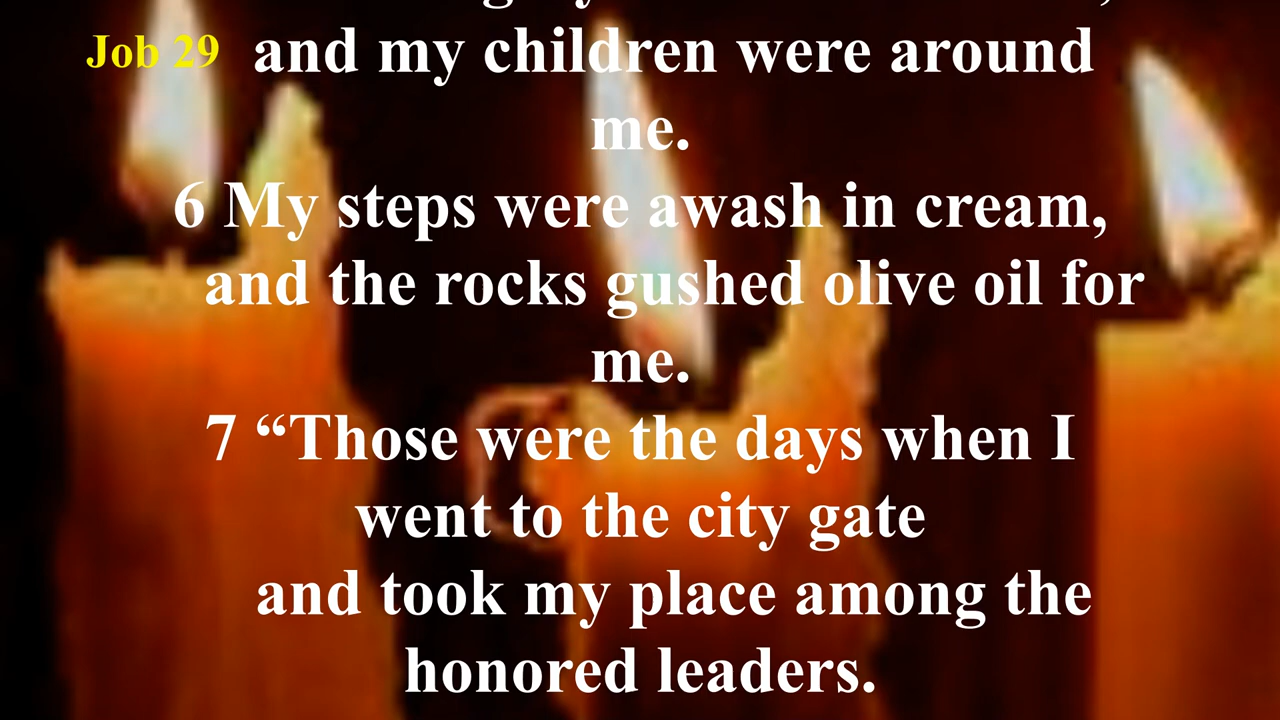 Job 29
and my children were around
me.
6 My steps were awash in cream,
and the rocks gushed olive oil for
me.
7 “Those were the days when I
went to the city gate
and took my place among the
honored leaders.